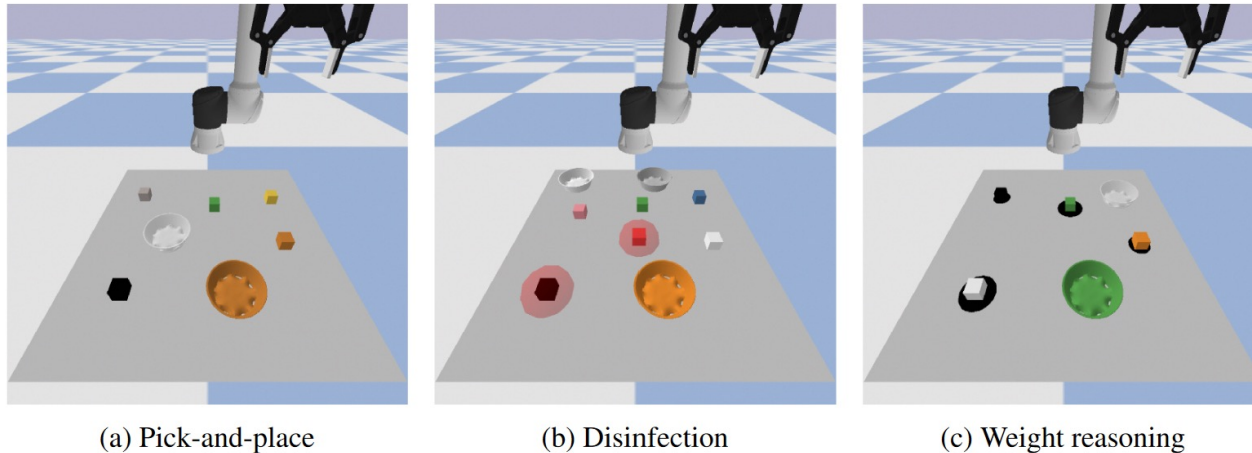 (a) Pick-and-place
(b) Disinfection
(c) Weight reasoning